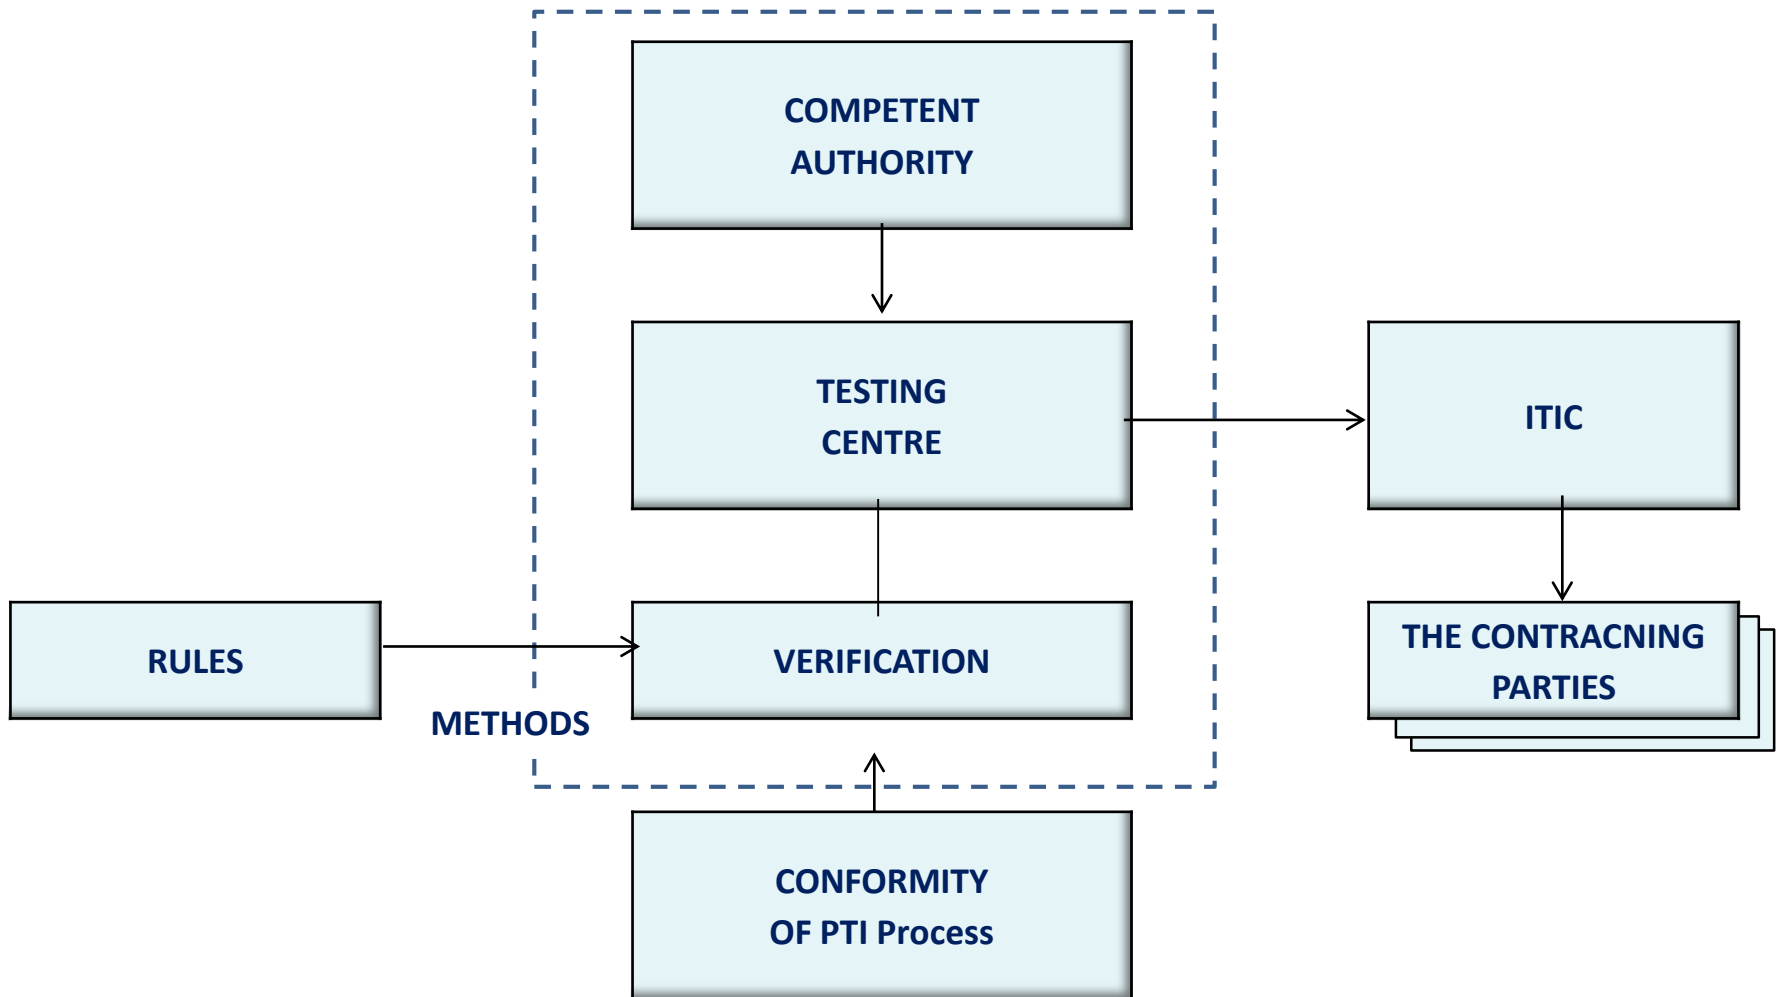 COMPETENT
AUTHORITY
TESTING
CENTRE
ITIC
RULES
VERIFICATION
THE CONTRACNING
PARTIES
METHODS
CONFORMITY
OF PTI Process